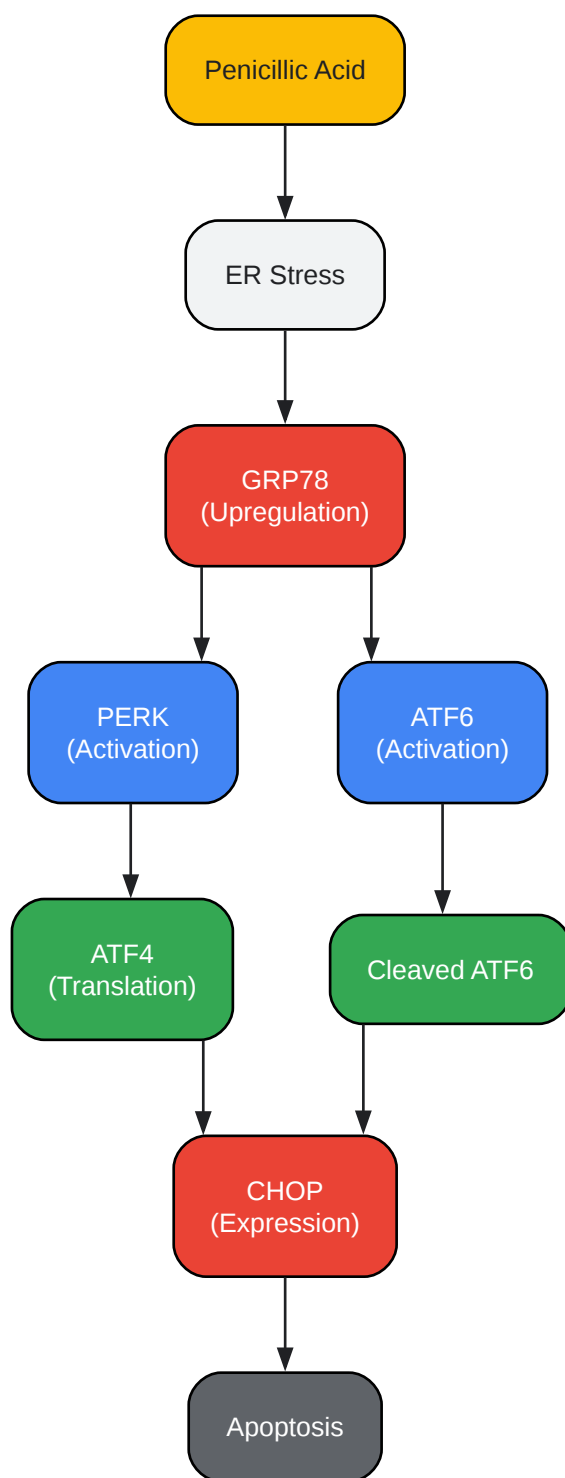 Penicillic Acid
ER Stress
GRP78
(Upregulation)
PERK
(Activation)
ATF6
(Activation)
ATF4
(Translation)
Cleaved ATF6
CHOP
(Expression)
Apoptosis